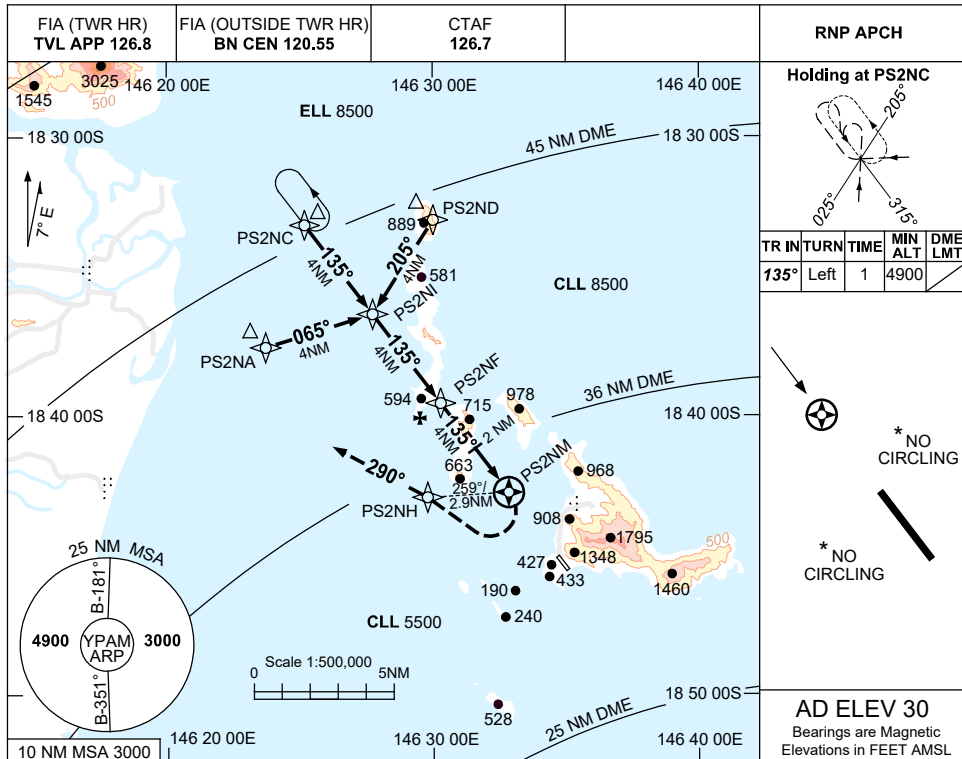 FIA (TWR HR)
TVL APP 126.8
FIA (OUTSIDE TWR HR)
BN CEN 120.55
CTAF
126.7
RNP APCH
3025
1545
500
146 20 00E
146 30 00E
146 40 00E
ELL 8500
18 30 00S
18 30 00S
45 NM DME
7° E
PS2NC
889
PS2ND
135°
4NM
205°
4NM
581
PS2NI
CLL 8500
065°
4NM
PS2NA
135°
4NM
PS2NF
594
715
978
36 NM DME
18 40 00S
18 40 00S
135°
4NM
2 NM
PS2NM
663
968
290°
259°/
2.9NM
PS2NH
908
1795
500
1348
427
433
1460
190
240
CLL 5500
25 NM MSA
B-181°
4900
YPAM
ARP
3000
B-351°
Scale 1:500,000
0
5NM
528
18 50 00S
25 NM DME
10 NM MSA 3000
146 20 00E
146 30 00E
146 40 00E
Holding at PS2NC
205°
025°
315°
TR IN TURN TIME MIN ALT DME LMT
135° Left 1 4900
* NO
CIRCLING
* NO
CIRCLING
AD ELEV 30
Bearings are Magnetic
Elevations in FEET AMSL